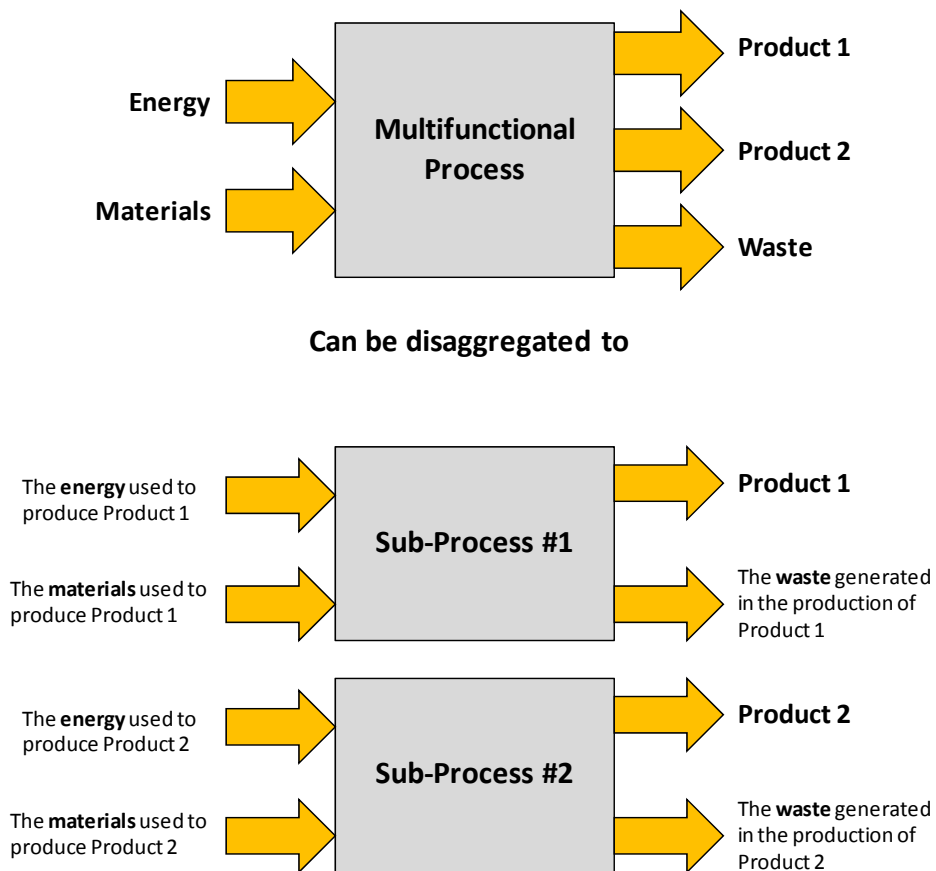 Energy
Materials
Multifunctional
Process
Product 1
Product 2
Waste
Can be disaggregated to
The energy used to
produce Product 1
The materials used to
produce Product 1
Sub-Process #1
Product 1
The waste generated
in the production of
Product 1
The energy used to
produce Product 2
The materials used to
produce Product 2
Sub-Process #2
Product 2
The waste generated
in the production of
Product 2